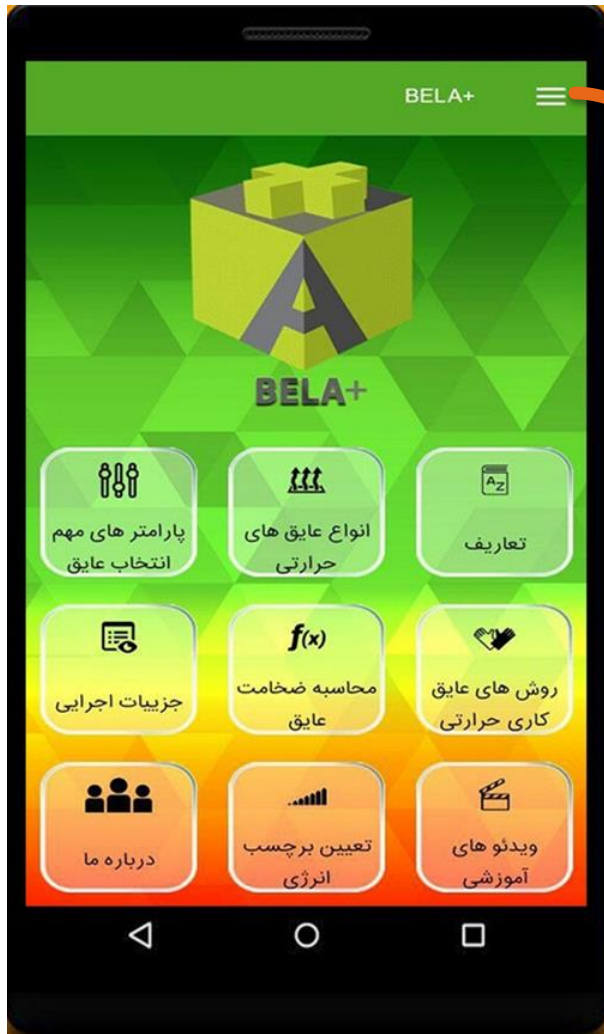 BELA+
BELA+
تعاریف
انواع عایق های
حرارتی
پارامتر های مهم
انتخاب عایق
روش های عایق
کاری حرارتی
f(x)
محاسبه ضخامت
عایق
جزییات اجرایی
ویدئو های
آموزشی
تعیین برچسب
انرژی
درباره ما